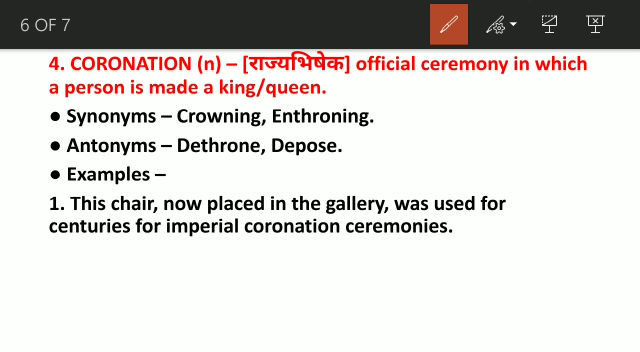 6 OF 7
4. CORONATION (n) – [राज्यभिषेक] official ceremony in which
a person is made a king/queen.
● Synonyms – Crowning, Enthroning.
● Antonyms – Dethrone, Depose.
● Examples –
1. This chair, now placed in the gallery, was used for
centuries for imperial coronation ceremonies.